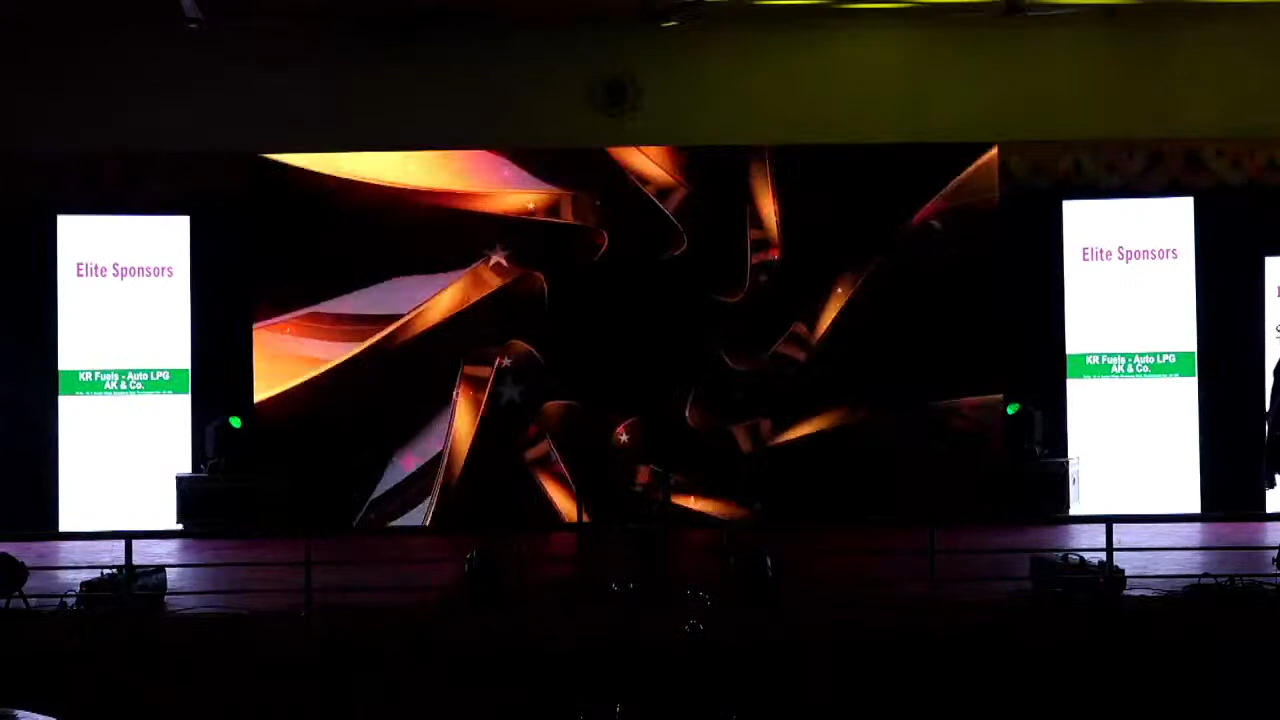 Elite Sponsors
KR Fuels - Auto LPG
AK & Co.
Elite Sponsors
KR Fuels - Auto LPG
AK & Co.